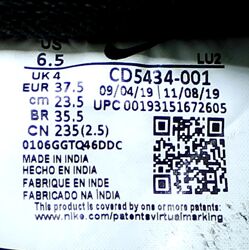 US
6.5
LU2
UK 4
CD5434-001
EUR 37.5
09/04/19
11/08/19
CM 23.5
UPC 00193151672605
BR 35.5
CN 235(2.5)
0106GGTQ46DDC
MADE IN INDIA
HECHO EN INDIA
FABRIQUE EN INDE
FABRICADO NA INDIA
This product is covered by
one or more patents. See
www.nike.com/patentsvirtualmarking